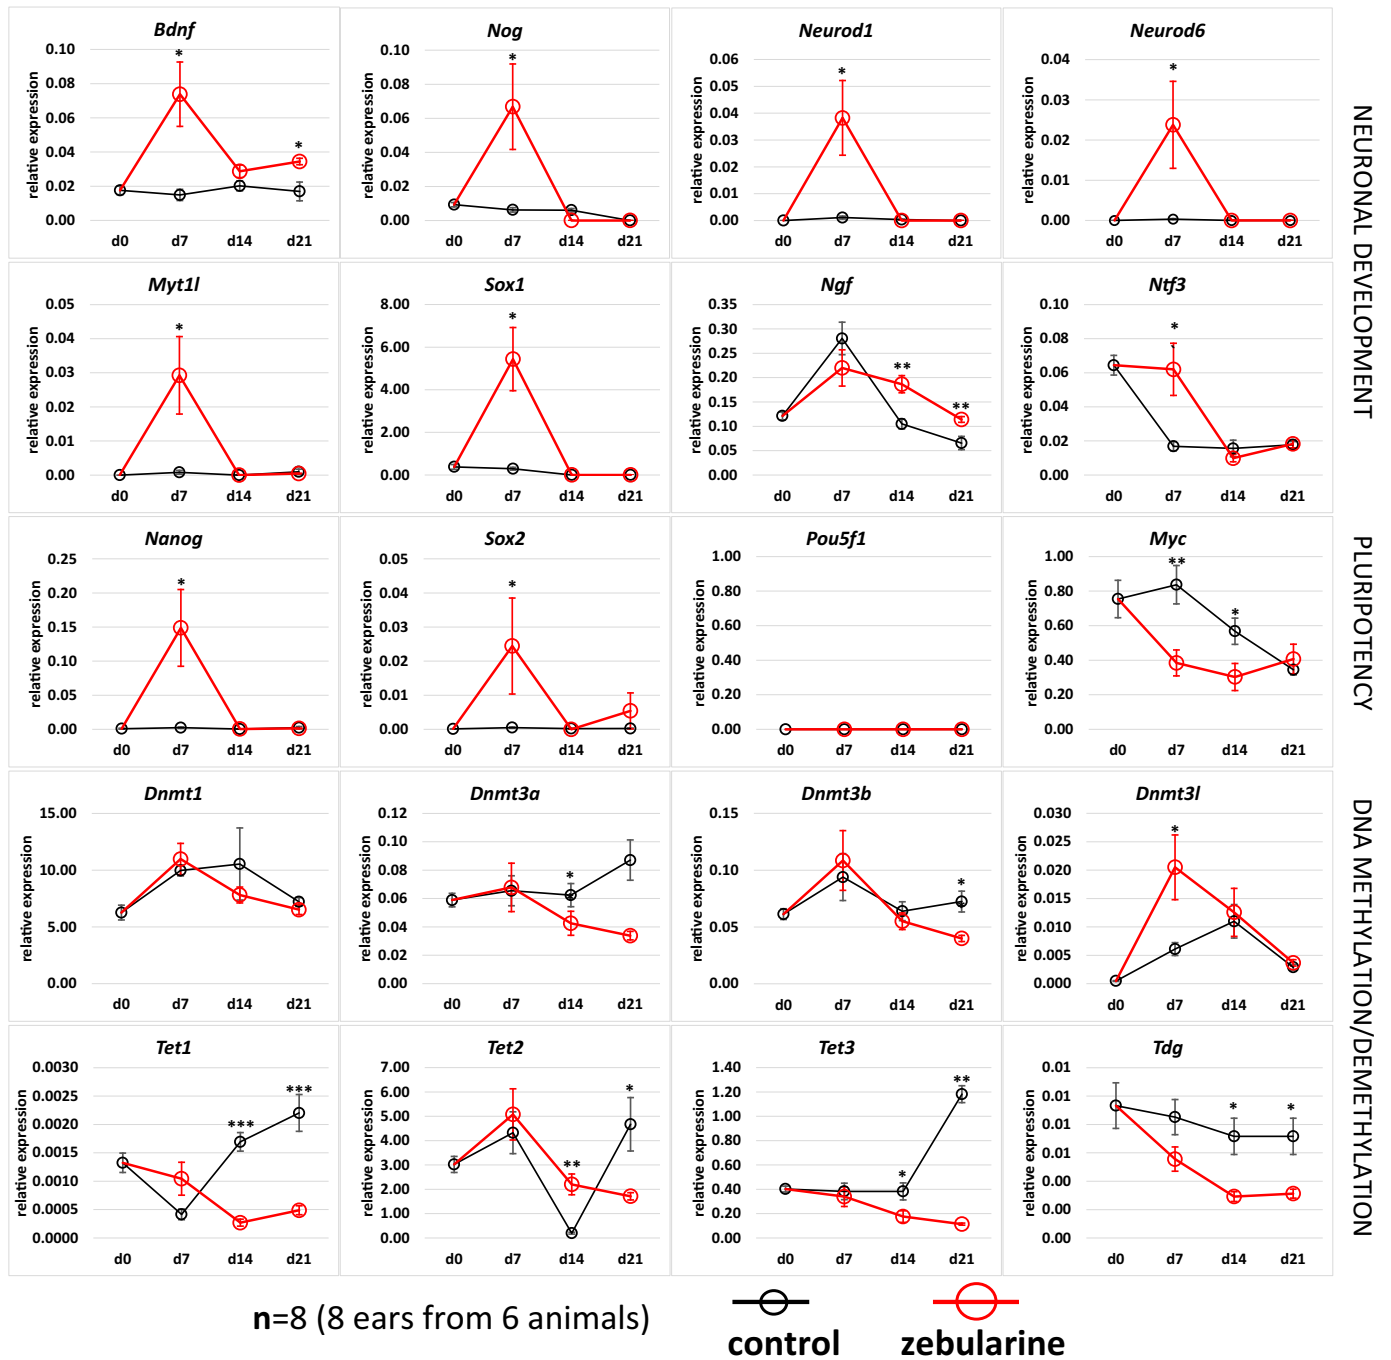 Bdnf
relative expression
0.10
0.08
0.06
0.04
0.02
0.00
*
*
d0 d7 d14 d21
Nog
relative expression
0.10
0.08
0.06
0.04
0.02
0.00
*
d0 d7 d14 d21
Neurod1
relative expression
0.06
0.05
0.04
0.03
0.02
0.01
0.00
*
d0 d7 d14 d21
Neurod6
relative expression
0.04
0.03
0.02
0.01
0.00
*
d0 d7 d14 d21
NEURONAL DEVELOPMENT
Myt1l
relative expression
0.05
0.04
0.03
0.02
0.01
0.00
*
d0 d7 d14 d21
Sox1
relative expression
8.00
6.00
4.00
2.00
0.00
*
d0 d7 d14 d21
Ngf
relative expression
0.35
0.30
0.25
0.20
0.15
0.10
0.05
0.00
**
**
d0 d7 d14 d21
Ntf3
relative expression
0.10
0.08
0.06
0.04
0.02
0.00
*
d0 d7 d14 d21
Nanog
relative expression
0.25
0.20
0.15
0.10
0.05
0.00
*
d0 d7 d14 d21
Sox2
relative expression
0.05
0.04
0.03
0.02
0.01
0.00
*
d0 d7 d14 d21
Pou5f1
relative expression
1.00
0.80
0.60
0.40
0.20
0.00
d0 d7 d14 d21
Myc
relative expression
1.00
0.80
0.60
0.40
0.20
0.00
**
*
d0 d7 d14 d21
PLURIPOTENCY
Dnmt1
relative expression
15.00
10.00
5.00
0.00
d0 d7 d14 d21
Dnmt3a
relative expression
0.12
0.10
0.08
0.06
0.04
0.02
0.00
*
d0 d7 d14 d21
Dnmt3b
relative expression
0.15
0.10
0.05
0.00
*
d0 d7 d14 d21
Dnmt3l
relative expression
0.030
0.025
0.020
0.015
0.010
0.005
0.000
*
d0 d7 d14 d21
DNA METHYLATION/DEMETHYLATION
Tet1
relative expression
0.0030
0.0025
0.0020
0.0015
0.0010
0.0005
0.0000
***
***
d0 d7 d14 d21
Tet2
relative expression
7.00
6.00
5.00
4.00
3.00
2.00
1.00
0.00
**
*
d0 d7 d14 d21
Tet3
relative expression
1.40
1.20
1.00
0.80
0.60
0.40
0.20
0.00
*
**
d0 d7 d14 d21
Tdg
relative expression
0.01
0.01
0.01
0.01
0.00
0.00
0.00
*
*
d0 d7 d14 d21
n=8 (8 ears from 6 animals)
control
zebularine